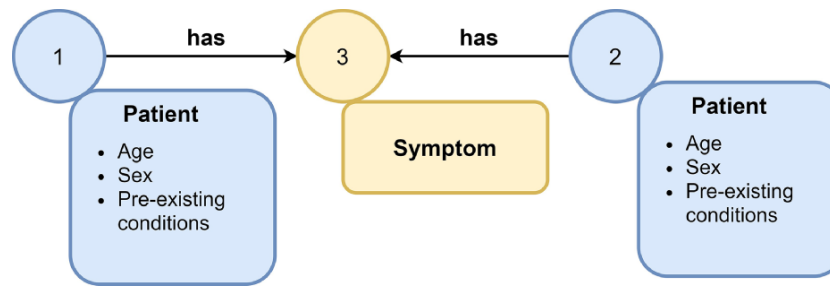 1
has
3
has
2
Patient
• Age
• Sex
• Pre-existing
conditions
Symptom
Patient
• Age
• Sex
• Pre-existing
conditions